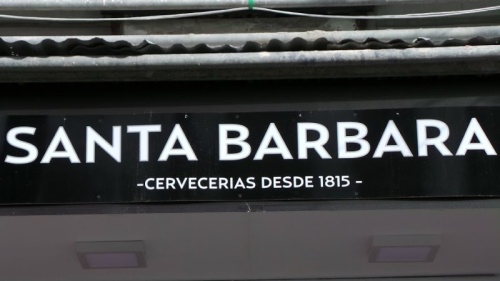 SANTA BARBARA
-CERVECERIAS DESDE 1815 -